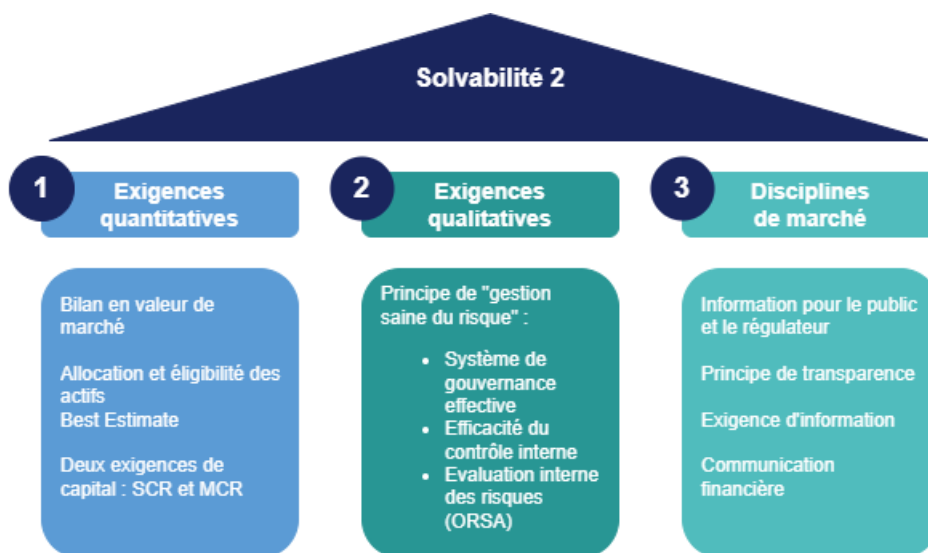 Solvabilité 2
1
Exigences
quantitatives
2
Exigences
qualitatives
3
Disciplines
de marché
Bilan en valeur de
marché
Allocation et éligibilité des
actifs
Best Estimate
Deux exigences de
capital : SCR et MCR
Principe de "gestion
saine du risque" :
• Système de
gouvernance
effective
• Efficacité du
contrôle interne
• Evaluation interne
des risques
(ORSA)
Information pour le public
et le régulateur
Principe de transparence
Exigence d'information
Communication
financière